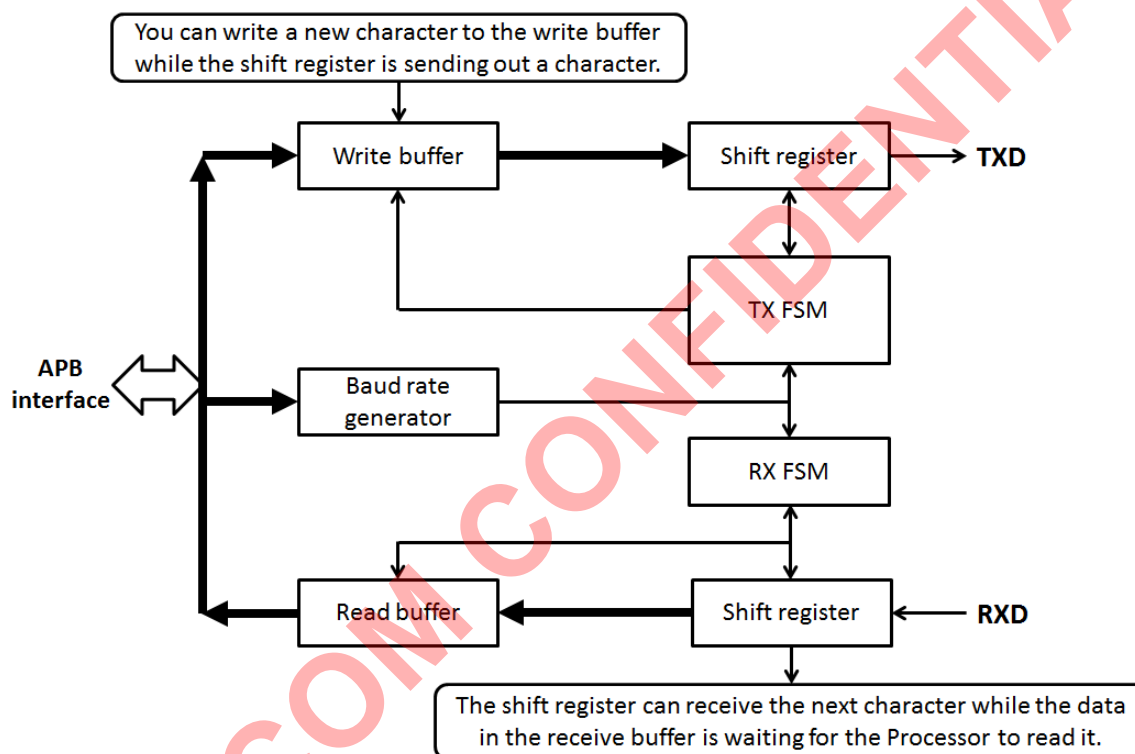 You can write a new character to the write buffer
while the shift register is sending out a character.
Write buffer
Shift register
TXD
TX FSM
APB
interface
Baud rate
generator
RX FSM
Read buffer
Shift register
RXD
The shift register can receive the next character while the data
in the receive buffer is waiting for the Processor to read it.
COM CONFIDENTIA